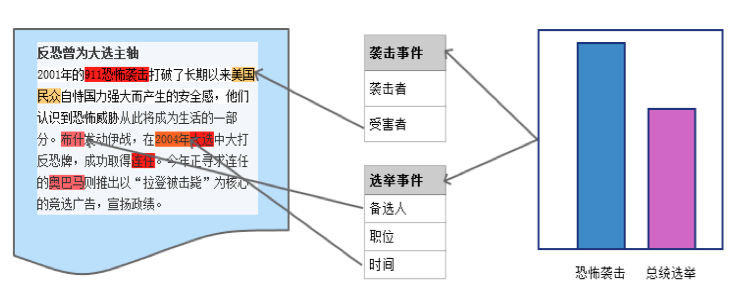 反恐曾为大选主轴
2001年的911恐怖袭击打破了长期以来美国
民众自恃国力强大而产生的安全感，他们
认识到恐怖威胁从此将成为生活的一部
分。布什发动伊战，在2004年大选中大打
反恐牌，成功取得连任。今年正寻求连任
的奥巴马则推出以“拉登被击毙”为核心
的竞选广告，宣扬政绩。
袭击事件
袭击者
受害者
选举事件
备选人
职位
时间
恐怖袭击
总统选举